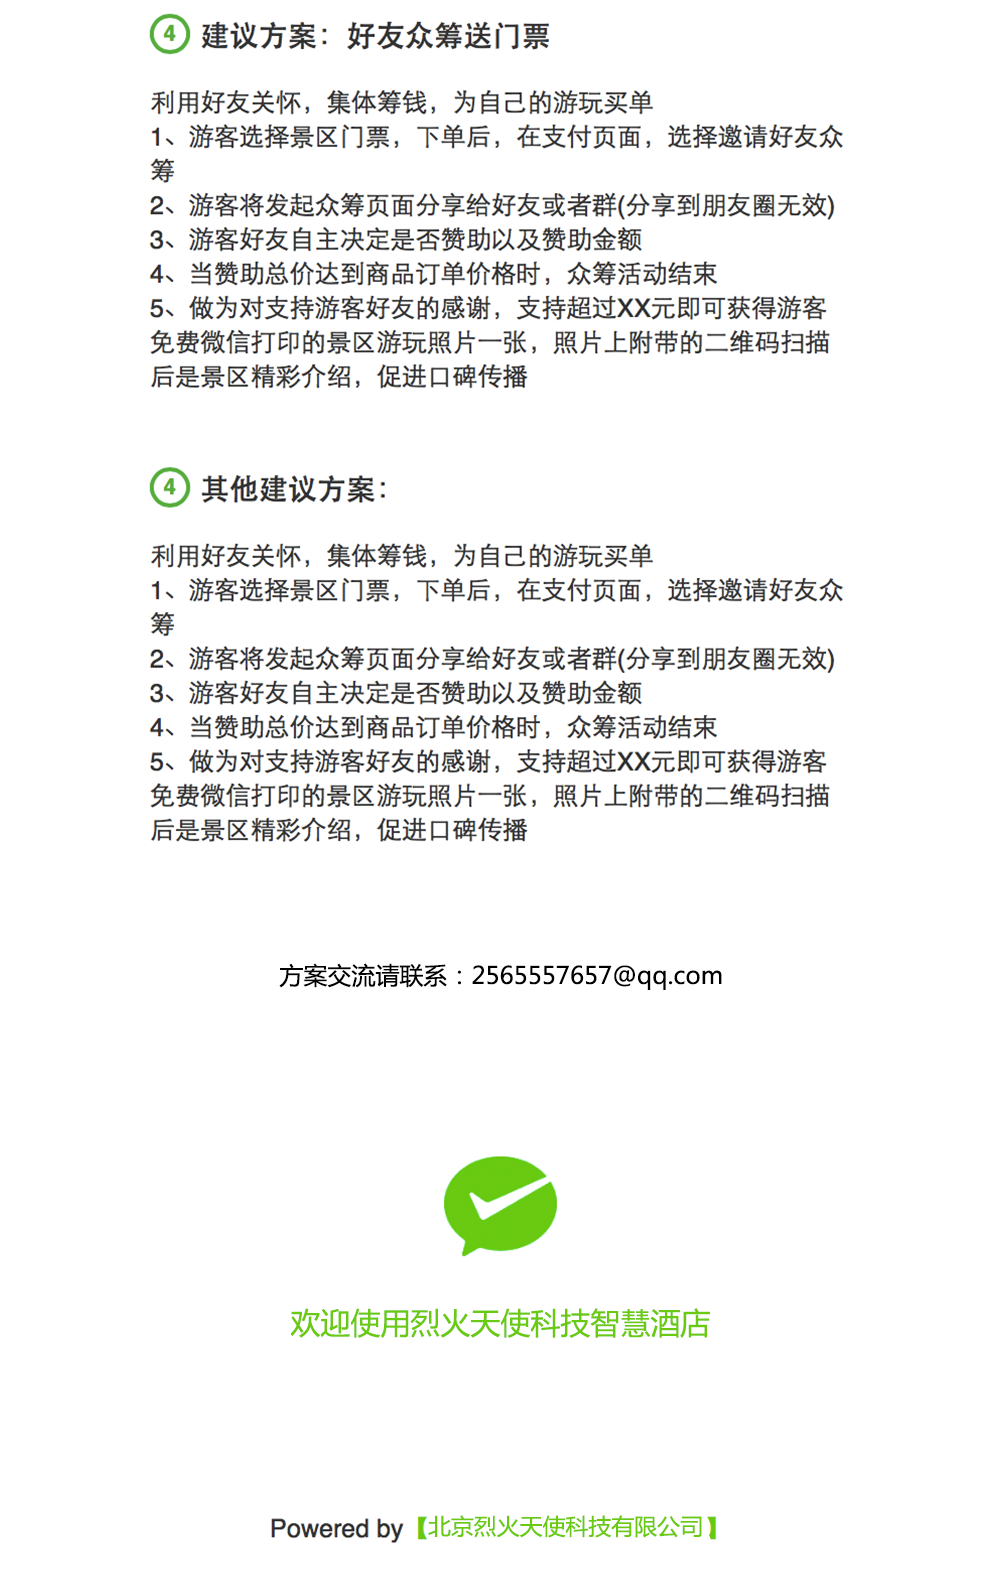 4 建议方案：好友众筹送门票
利用好友关怀，集体筹钱，为自己的游玩买单
1、游客选择景区门票，下单后，在支付页面，选择邀请好友众
筹
2、游客将发起众筹页面分享给好友或者群(分享到朋友圈无效)
3、游客好友自主决定是否赞助以及赞助金额
4、当赞助总价达到商品订单价格时，众筹活动结束
5、做为对支持游客好友的感谢，支持超过XX元即可获得游客
免费微信打印的景区游玩照片一张，照片上附带的二维码扫描
后是景区精彩介绍，促进口碑传播
4 其他建议方案：
利用好友关怀，集体筹钱，为自己的游玩买单
1、游客选择景区门票，下单后，在支付页面，选择邀请好友众
筹
2、游客将发起众筹页面分享给好友或者群(分享到朋友圈无效)
3、游客好友自主决定是否赞助以及赞助金额
4、当赞助总价达到商品订单价格时，众筹活动结束
5、做为对支持游客好友的感谢，支持超过XX元即可获得游客
免费微信打印的景区游玩照片一张，照片上附带的二维码扫描
后是景区精彩介绍，促进口碑传播
方案交流请联系：2565557657@qq.com
欢迎使用烈火天使科技智慧酒店
Powered by【北京烈火天使科技有限公司】